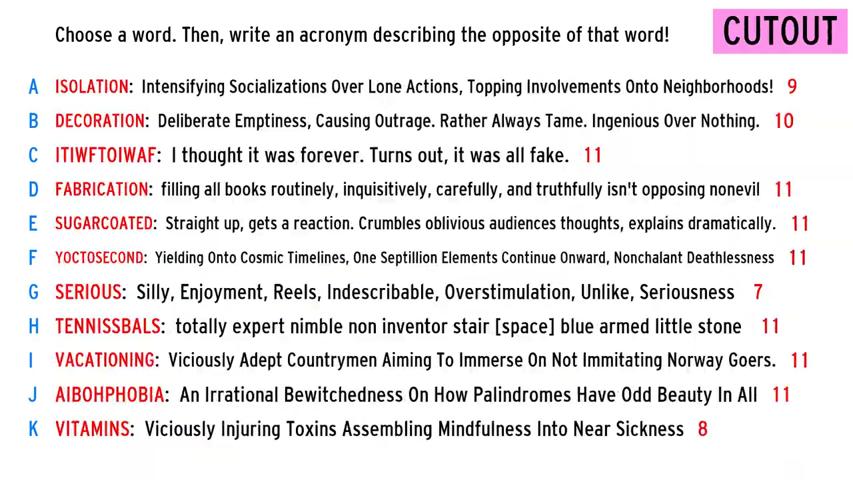 Choose a word. Then, write an acronym describing the opposite of that word!
CUTOUT
A ISOLATION: Intensifying Socializations Over Lone Actions, Topping Involvements Onto Neighborhoods! 9
B DECORATION: Deliberate Emptiness, Causing Outrage. Rather Always Tame. Ingenious Over Nothing. 10
C ITIWFTOIWAF: I thought it was forever. Turns out, it was all fake. 11
D FABRICATION: filling all books routinely, inquisitively, carefully, and truthfully isn't opposing nonevil 11
E SUGARCOATED: Straight up, gets a reaction. Crumbles oblivious audiences thoughts, explains dramatically. 11
F YOCTOSECOND: Yielding Onto Cosmic Timelines, One Septillion Elements Continue Onward, Nonchalant Deathlessness 11
G SERIOUS: Silly, Enjoyment, Reels, Indescribable, Overstimulation, Unlike, Seriousness 7
H TENNISSBALS: totally expert nimble non inventor stair [space] blue armed little stone 11
I VACATIONING: Viciously Adept Countrymen Aiming To Immerse On Not Immitating Norway Goers. 11
J AIBOHPHOBIA: An Irrational Bewitchedness On How Palindromes Have Odd Beauty In All 11
K VITAMINS: Viciously Injuring Toxins Assembling Mindfulness Into Near Sickness 8